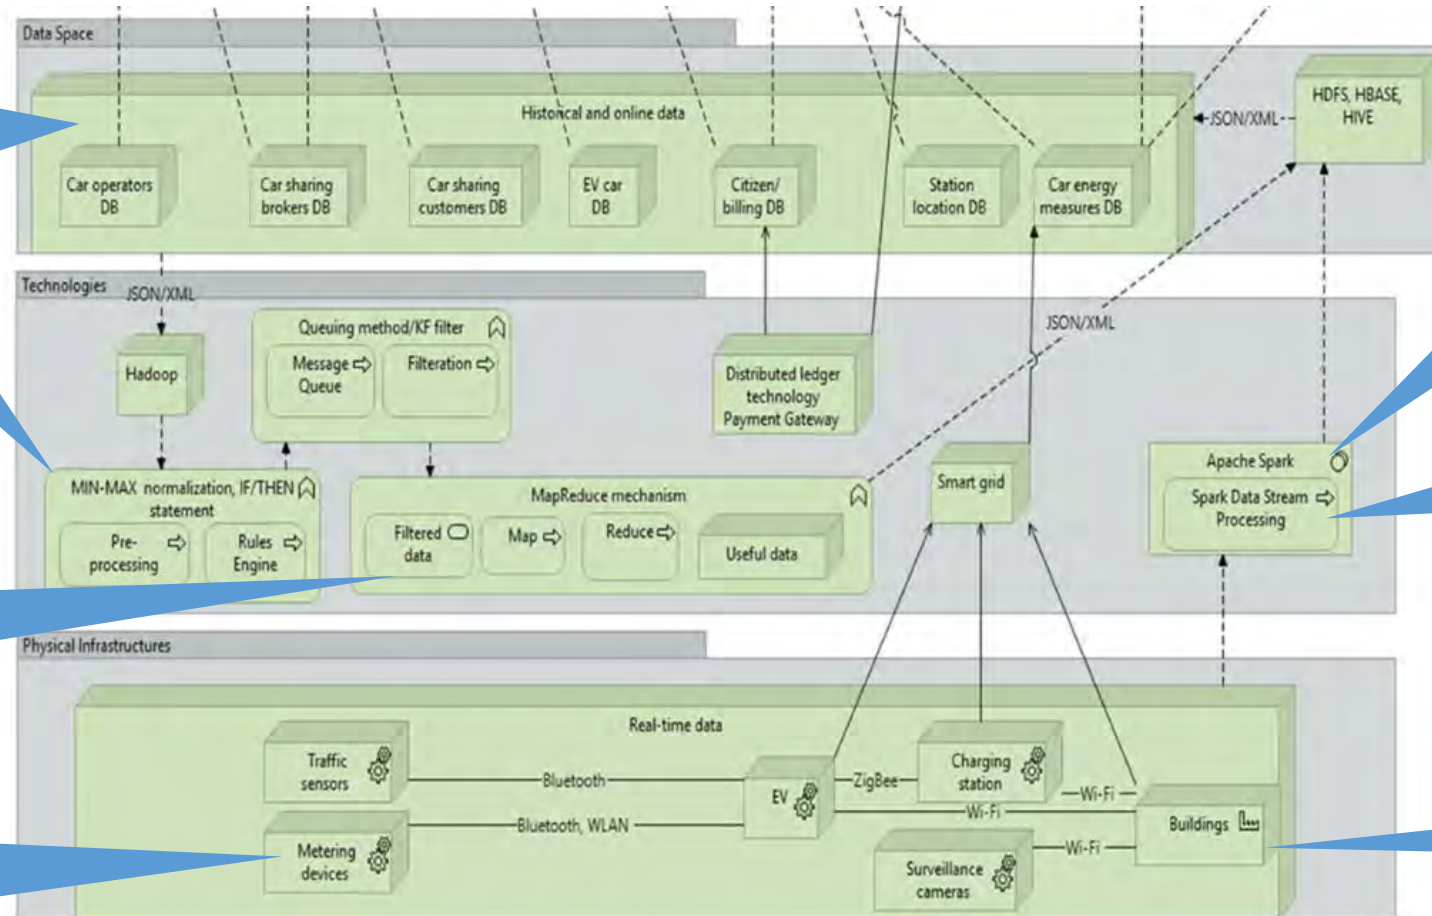 Data Space
Historical and online data
HDFS, HBASE,
HIVE
JSON/XML
Car operators
DB
Car sharing
brokers DB
Car sharing
customers DB
EV car
DB
Citizen/
billing DB
Station
location DB
Car energy
measures DB
Technologies
JSON/XML
Queuing method/KF filter
Message
Queue
Filteration
Hadoop
Distributed ledger
technology
Payment Gateway
JSON/XML
MIN-MAX normalization, IF/THEN
statement
Pre-
processing
Rules
Engine
MapReduce mechanism
Filtered
data
Map
Reduce
Useful data
Smart grid
Apache Spark
Spark Data Stream
Processing
Physical Infrastructures
Real-time data
Traffic
sensors
Bluetooth
EV
ZigBee
Charging
station
Wi-Fi
Wi-Fi
Buildings
Bluetooth, WLAN
Metering
devices
Wi-Fi
Surveillance
cameras